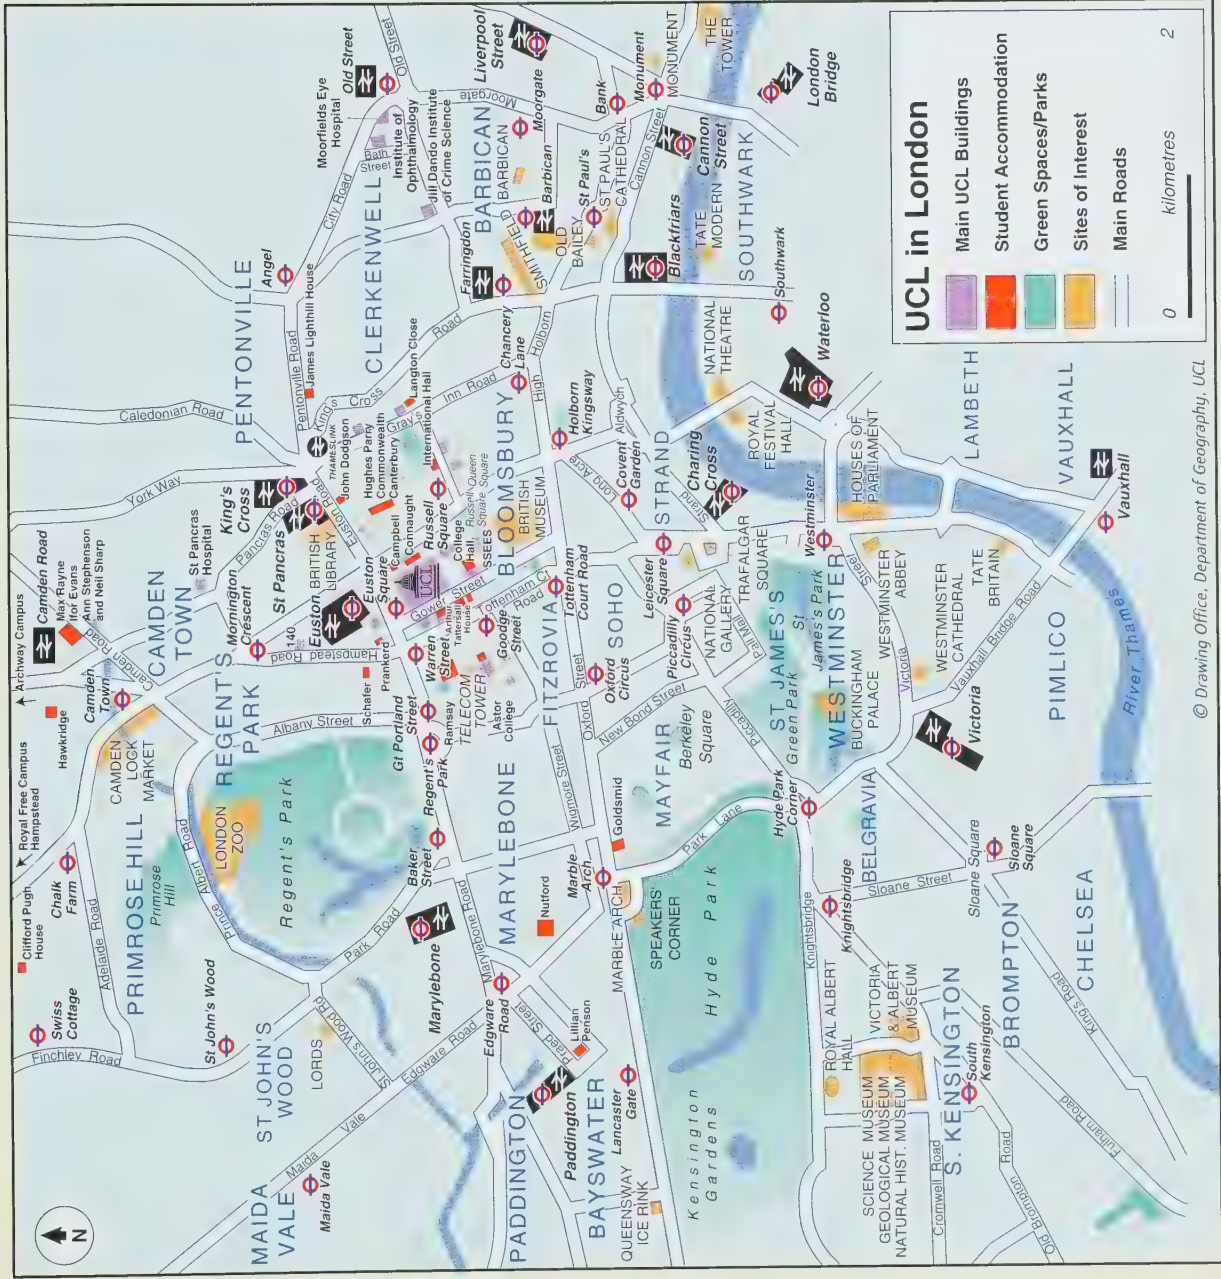 N
MAIDA
VALE
Maida Vale
Maida Vale
ST JOHN'S
WOOD
LORDS
St John's Wood
St John's Wood Rd
Finchley Road
Swiss
Cottage
Clifford Pugh
House
Royal Free Campus
Hampstead
Archway Campus
Chalk
Farm
Adelaide Road
PRIMROSE HILL
Primrose
Hill
Prince Albert Road
Hawkridge
Camden Road
Max Rayne
Ifor Evans
Ann Stephenson
and Neil Sharp
Camden Road
Camden
Town
Camden
CAMDEN
LOCK
MARKET
CAMDEN
TOWN
REGENT'S
PARK
LONDON
ZOO
Regent's Park
Park Road
Albany Street
Mornington
Crescent
Hampstead
Road
140
St Pancras
Hospital
York Way
Caledonian Road
PENTONVILLE
Angel
Pentonville Road
James Lighthill House
City Road
Moorfields Eye
Hospital
Old Street
Old Street
Bath
Street
Institute of
Ophthalmology
Jill Dando Institute
of Crime Science
CLERKENWELL
King's
Cross
Pancras Road
St Pancras
BRITISH
LIBRARY
Euston Road
THAMESLINK
King's Cross
Road
John Dodgson
Hughes Parry
Commonwealth
Canterbury
Gray's
Inn Road
Langton Close
International Hall
Euston
Euston
Square
Campbell
Connaught
Russell
Square
UCL
College
Hall
SSEES
Russell
Square
Queen
Square
Gower Street
Schafer
Prankerd
Warren
Street
Arthur
Tattersall
House
Gt Portland
Street
Ramsay
TELECOM
TOWER
Astor
College
Goodge
Street
Tottenham Ct
Road
Regent's
Park
Baker
Street
Marylebone
Marylebone Road
MARYLEBONE
Nutford
Edgware Road
Edgware
Road
PADDINGTON
Paddington
Praed Street
Lillian
Penson
BAYSWATER
Lancaster
Gate
QUEENSWAY
ICE RINK
BLOOMSBURY
BRITISH
MUSEUM
FITZROVIA
Tottenham
Court Road
SOHO
Oxford
Circus
Oxford
Street
Wigmore Street
New Bond Street
Goldsmid
Marble
Arch
MARBLE ARCH
SPEAKERS'
CORNER
MAYFAIR
Berkeley
Square
Park Lane
Hyde Park
Kensington
Gardens
Farringdon
SMITHFIELD
BARBICAN
BARBICAN
Barbican
Moorgate
Moorgate
Liverpool
Street
Chancery
Lane
High
Holborn
Holborn
Kingsway
OLD
BAILEY
St Paul's
ST PAUL'S
CATHEDRAL
Bank
Monument
MONUMENT
THE
TOWER
Cannon Street
Cannon
Street
London
Bridge
Blackfriars
TATE
MODERN
SOUTHWARK
Southwark
Covent
Garden
Long Acre
Aldwych
STRAND
Strand
Charing
Cross
Leicester
Square
Piccadilly
Circus
NATIONAL
GALLERY
TRAFALGAR
SQUARE
Pall Mall
Piccadilly
NATIONAL
THEATRE
ROYAL
FESTIVAL
HALL
Waterloo
Westminster
HOUSES OF
PARLIAMENT
ST JAMES'S
St
James's Park
Green Park
WESTMINSTER
BUCKINGHAM
PALACE
WESTMINSTER
ABBEY
Victoria
Street
WESTMINSTER
CATHEDRAL
TATE
BRITAIN
Vauxhall Bridge Road
LAMBETH
VAUXHALL
Vauxhall
Hyde Park
Corner
Knightsbridge
Knightsbridge
BELGRAVIA
Victoria
PIMLICO
River Thames
Sloane Street
Sloane Square
Sloane
Square
BROMPTON
CHELSEA
King's Road
Fulham Road
ROYAL ALBERT
HALL
VICTORIA
& ALBERT
MUSEUM
SCIENCE MUSEUM
GEOLOGICAL MUSEUM
NATURAL HIST. MUSEUM
S. KENSINGTON
South
Kensington
Cromwell Road
Old Brompton
Road
UCL in London
Main UCL Buildings
Student Accommodation
Green Spaces/Parks
Sites of Interest
Main Roads
0 kilometres 2
© Drawing Office, Department of Geography, UCL